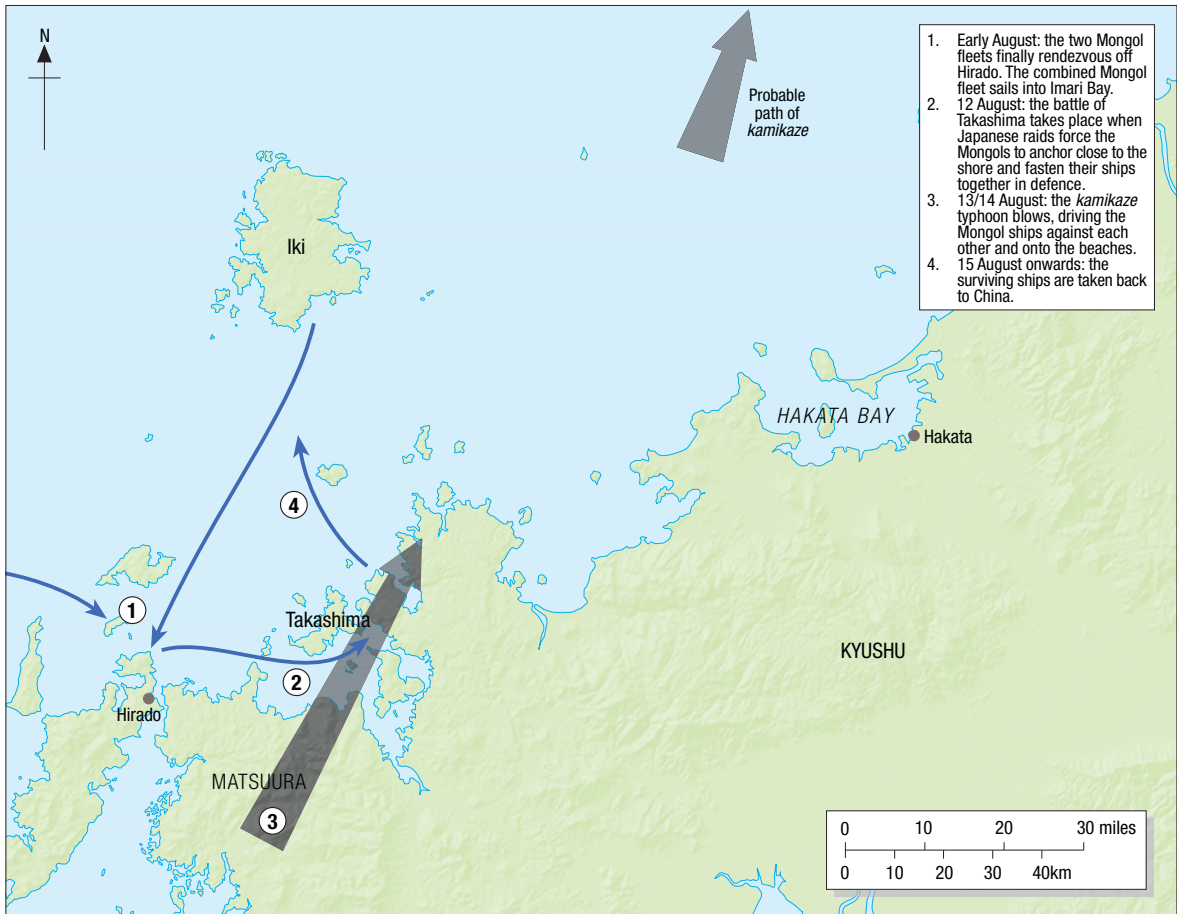 N
Probable
path of
kamikaze
1. Early August: the two Mongol
fleets finally rendezvous off
Hirado. The combined Mongol
fleet sails into Imari Bay.
2. 12 August: the battle of
Takashima takes place when
Japanese raids force the
Mongols to anchor close to the
shore and fasten their ships
together in defence.
3. 13/14 August: the kamikaze
typhoon blows, driving the
Mongol ships against each
other and onto the beaches.
4. 15 August onwards: the
surviving ships are taken back
to China.
Iki
HAKATA BAY
Hakata
4
1
Takashima
KYUSHU
2
Hirado
MATSUURA
3
0 10 20 30 miles
0 10 20 30 40km